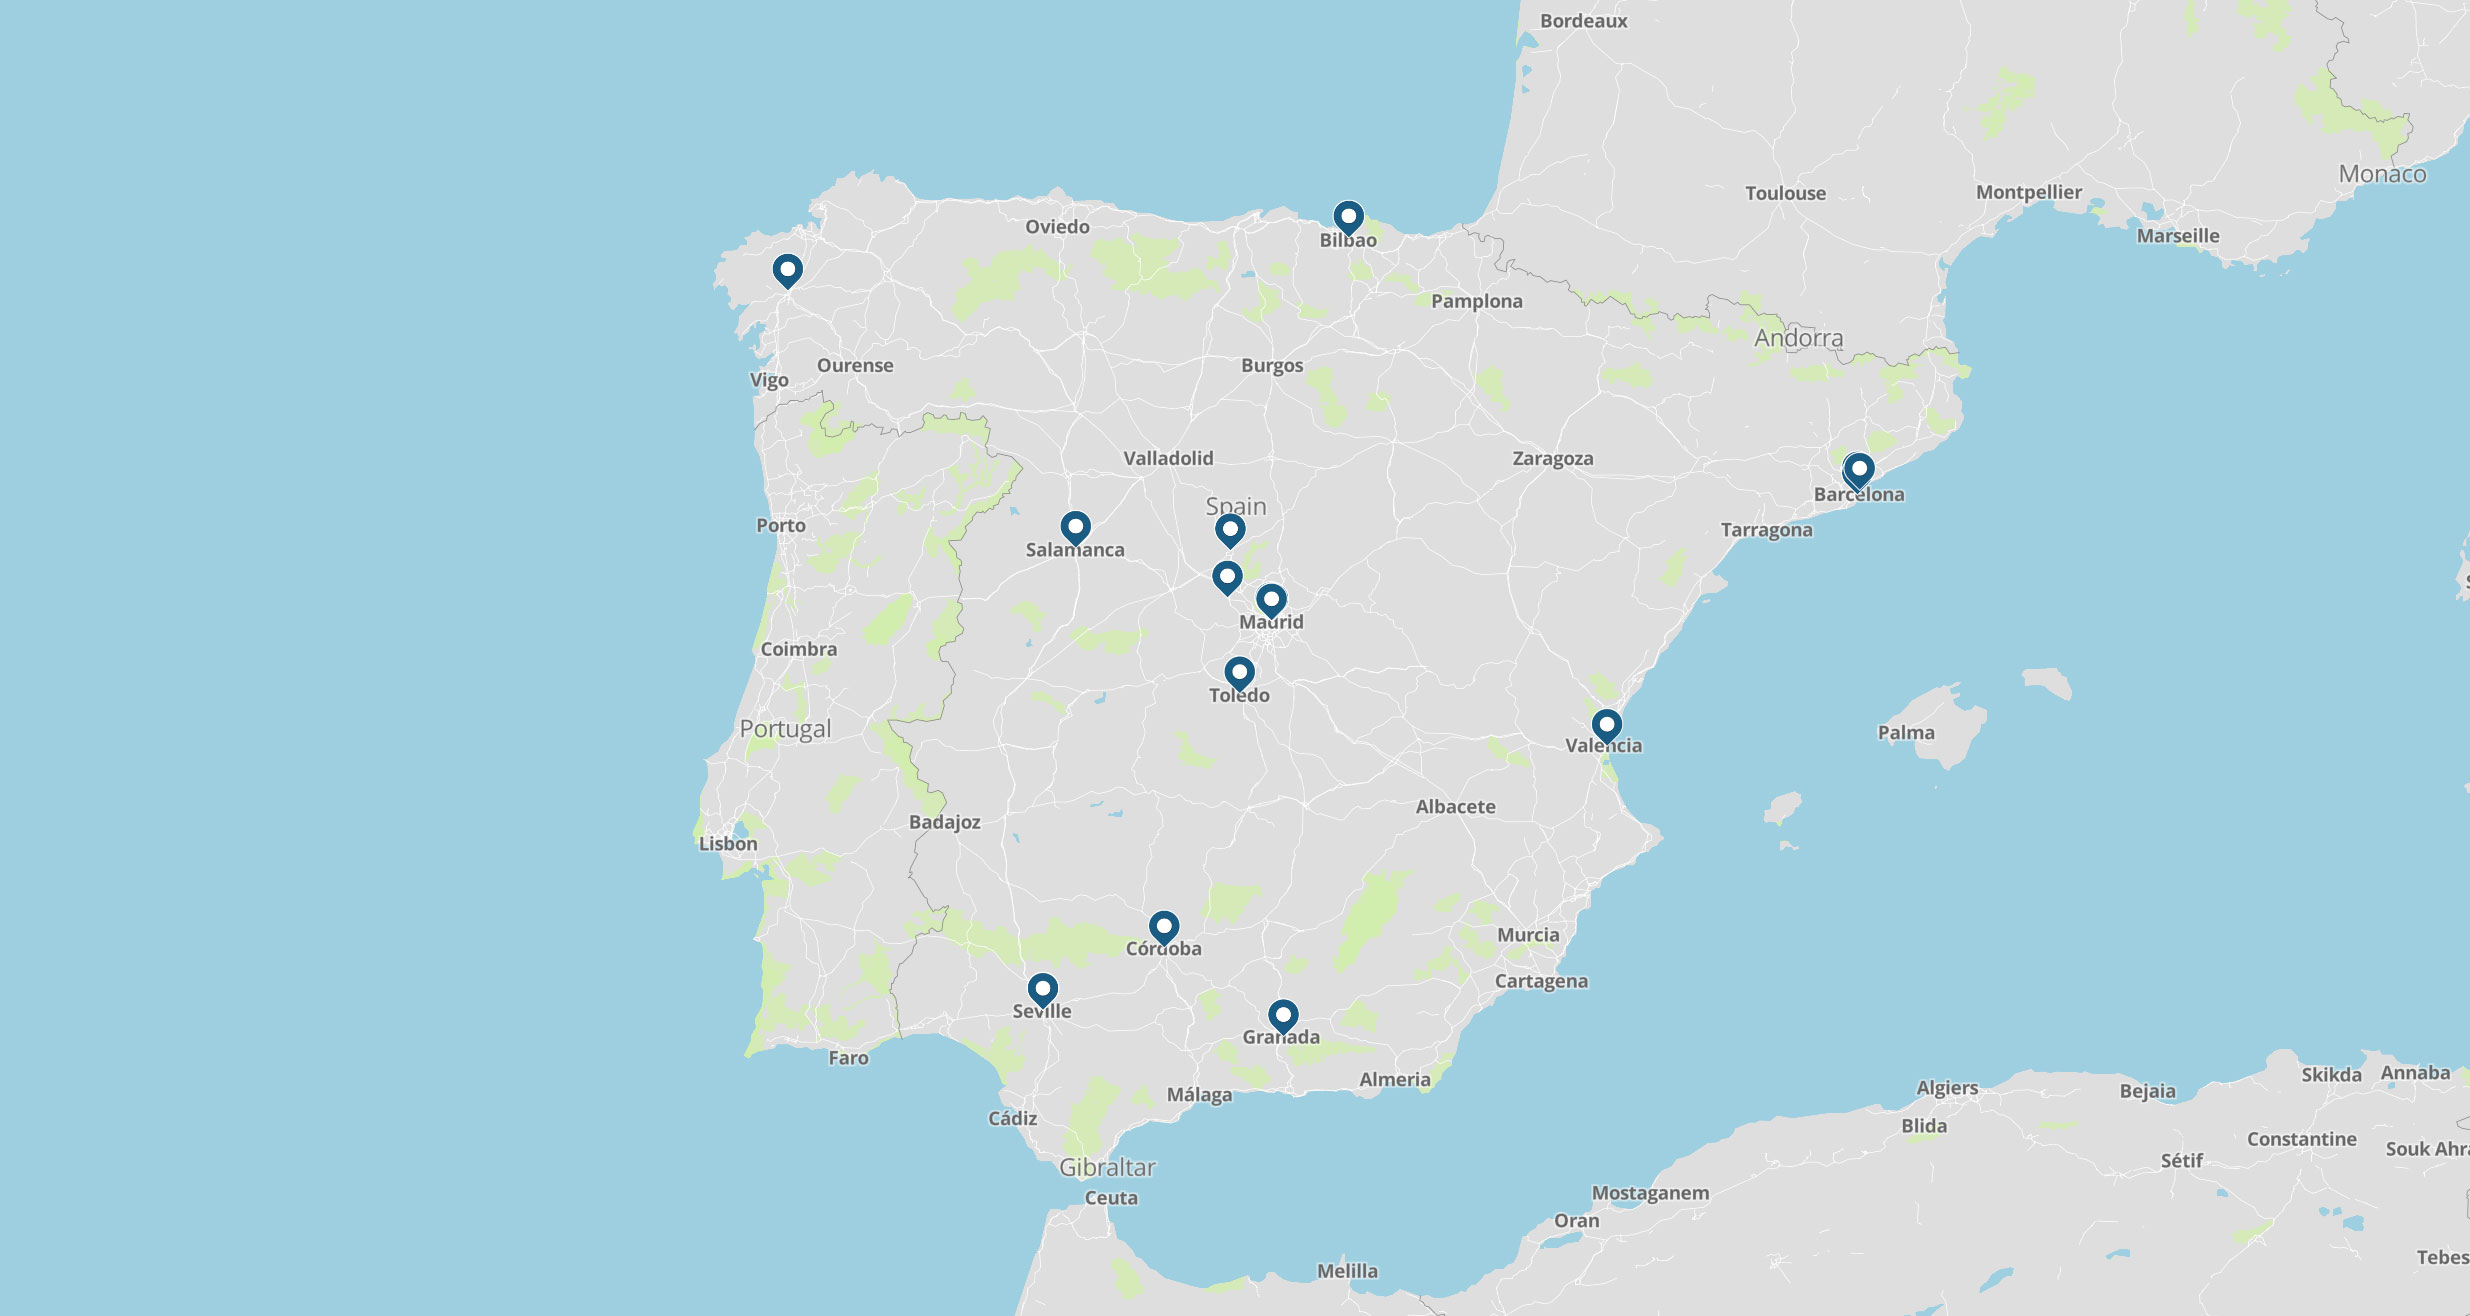 Bordeaux
Monaco
Toulouse
Montpellier
Marseille
Oviedo
Bilbao
Pamplona
Andorra
Ourense
Burgos
Vigo
Valladolid
Zaragoza
Barcelona
Spain
Porto
Tarragona
Salamanca
Madrid
Coimbra
Toledo
Portugal
Palma
Valencia
Albacete
Badajoz
Lisbon
Murcia
Córdoba
Cartagena
Seville
Granada
Faro
Almeria
Málaga
Cádiz
Skikda
Annaba
Algiers
Bejaia
Blida
Constantine
Souk Ahr
Sétif
Gibraltar
Ceuta
Mostaganem
Oran
Tebes
Melilla